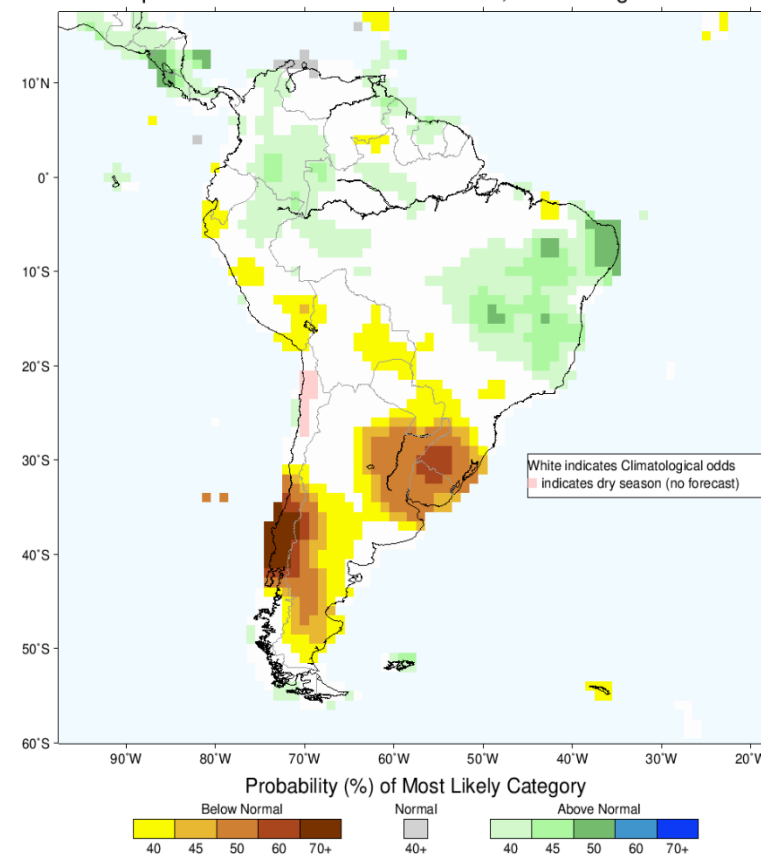 10˚N
0˚
10˚S
20˚S
30˚S
40˚S
50˚S
60˚S
White indicates Climatological odds
indicates dry season (no forecast)
90˚W 80˚W 70˚W 60˚W 50˚W 40˚W 30˚W 20˚W
Probability (%) of Most Likely Category
Below Normal Normal Above Normal
40 45 50 60 70+ 40+ 40 45 50 60 70+